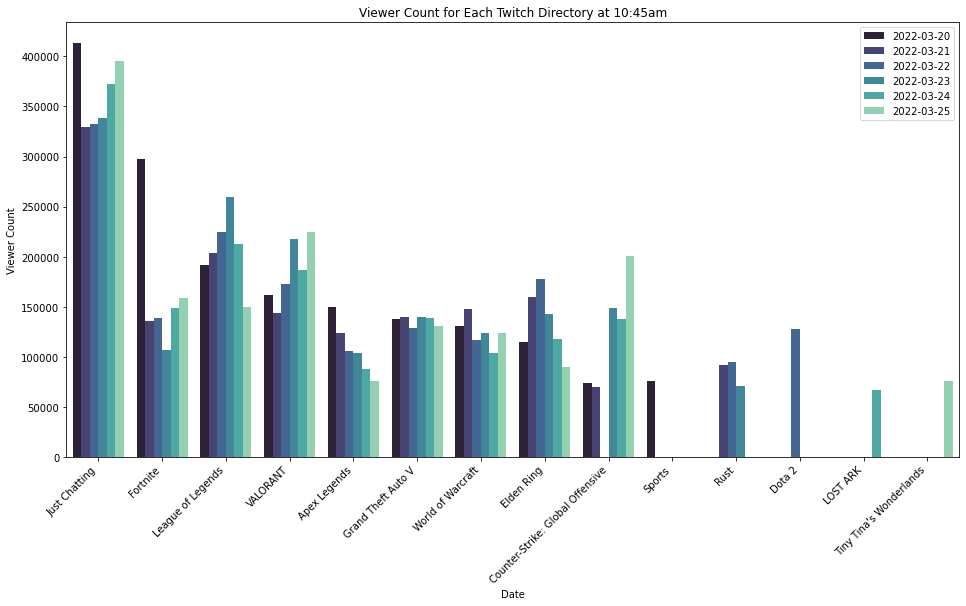 Viewer Count for Each Twitch Directory at 10:45am
2022-03-20
2022-03-21
2022-03-22
2022-03-23
2022-03-24
2022-03-25
Viewer Count
400000
350000
300000
250000
200000
150000
100000
50000
0
Just Chatting
Fortnite
League of Legends
VALORANT
Apex Legends
Grand Theft Auto V
World of Warcraft
Elden Ring
Counter-Strike: Global Offensive
Sports
Rust
Dota 2
LOST ARK
Tiny Tina's Wonderlands
Date